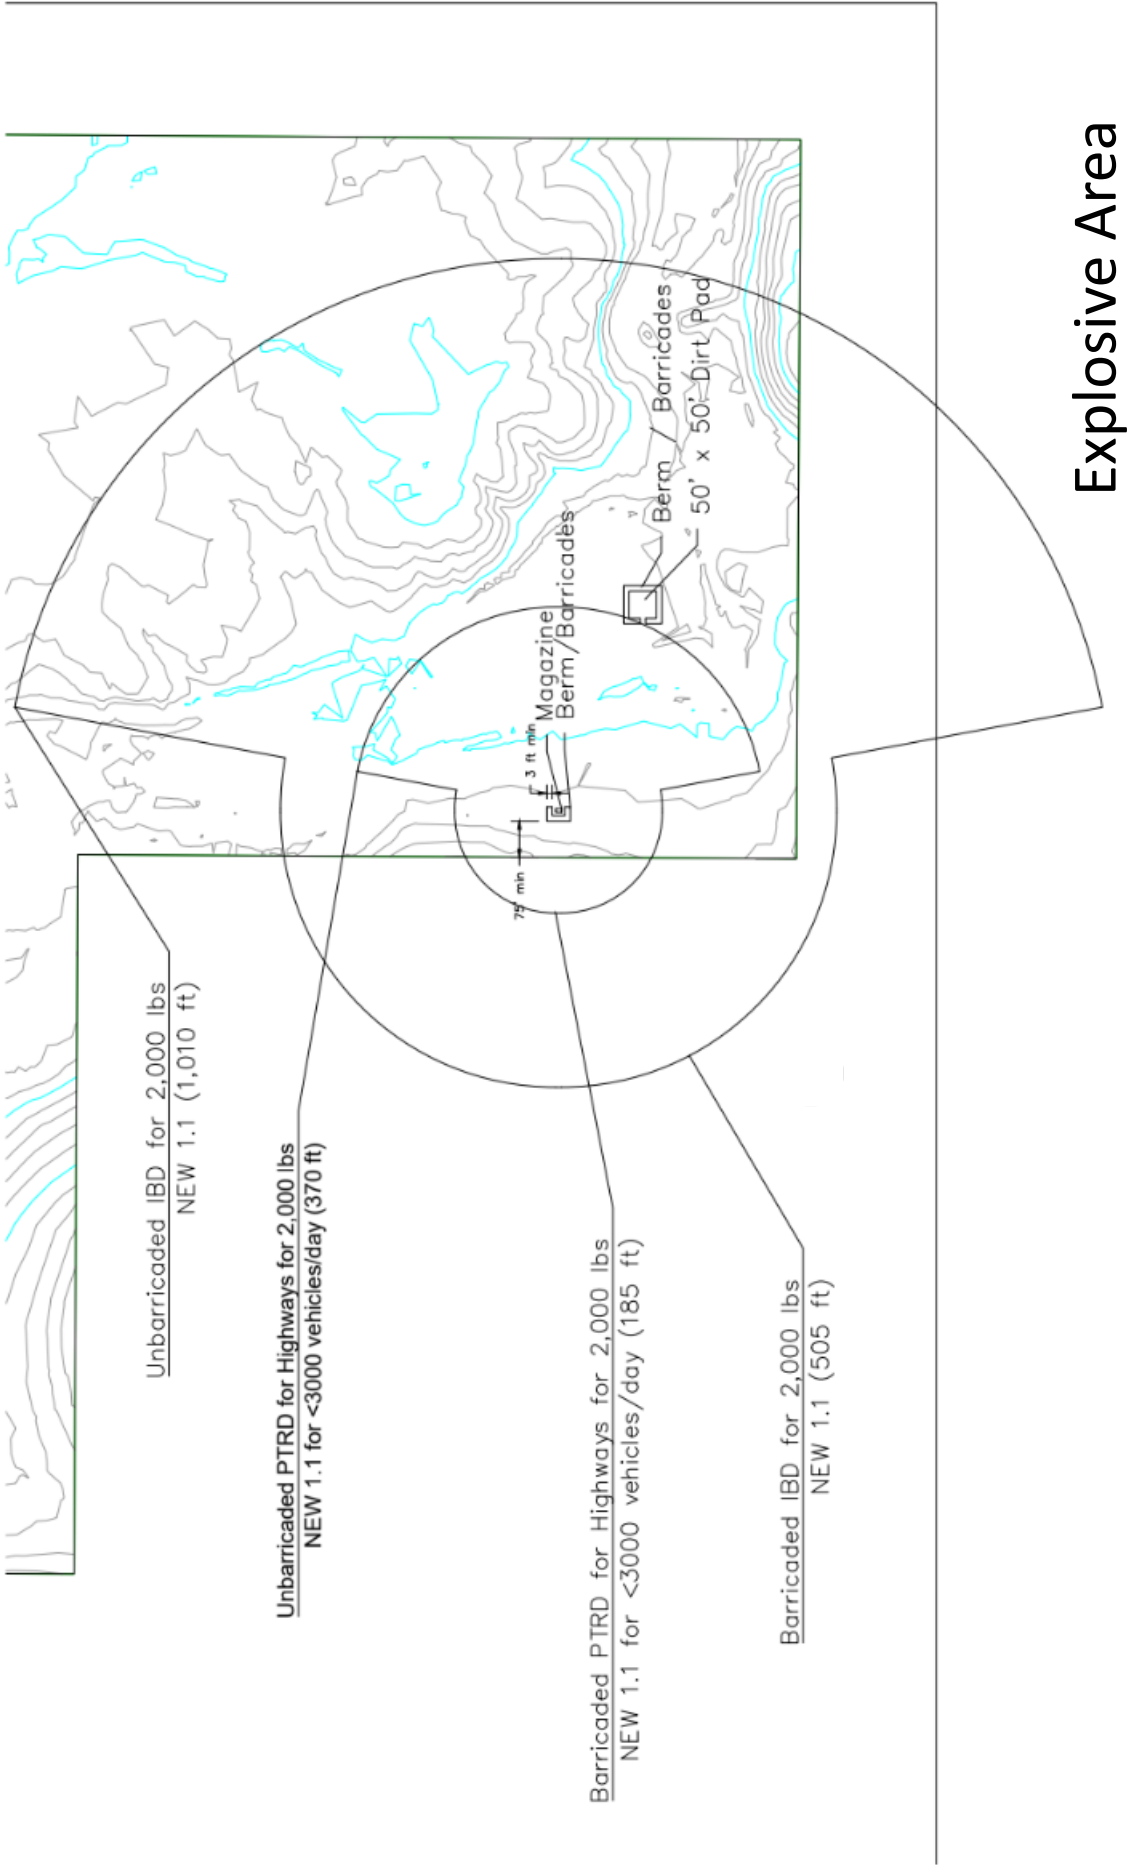 Unbarricaded IBD for 2,000 lbs
NEW 1.1 (1,010 ft)
Unbarricaded PTRD for Highways for 2,000 lbs
NEW 1.1 for <3000 vehicles/day (370 ft)
75' min
3 ft min
Magazine
Berm/Barricades
Barricaded PTRD for Highways for 2,000 lbs
NEW 1.1 for <3000 vehicles/day (185 ft)
Berm / Barricades
50' x 50' Dirt Pad
Barricaded IBD for 2,000 lbs
NEW 1.1 (505 ft)
Explosive Area